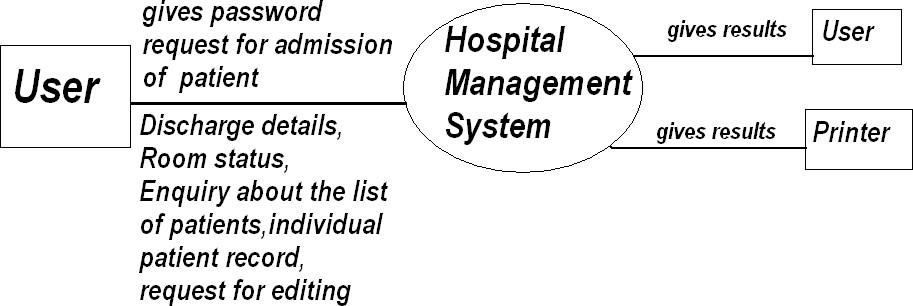 User
gives password
request for admission
of patient
Discharge details,
Room status,
Enquiry about the list
of patients,individual
patient record,
request for editing
Hospital
Management
System
gives results
User
gives results
Printer